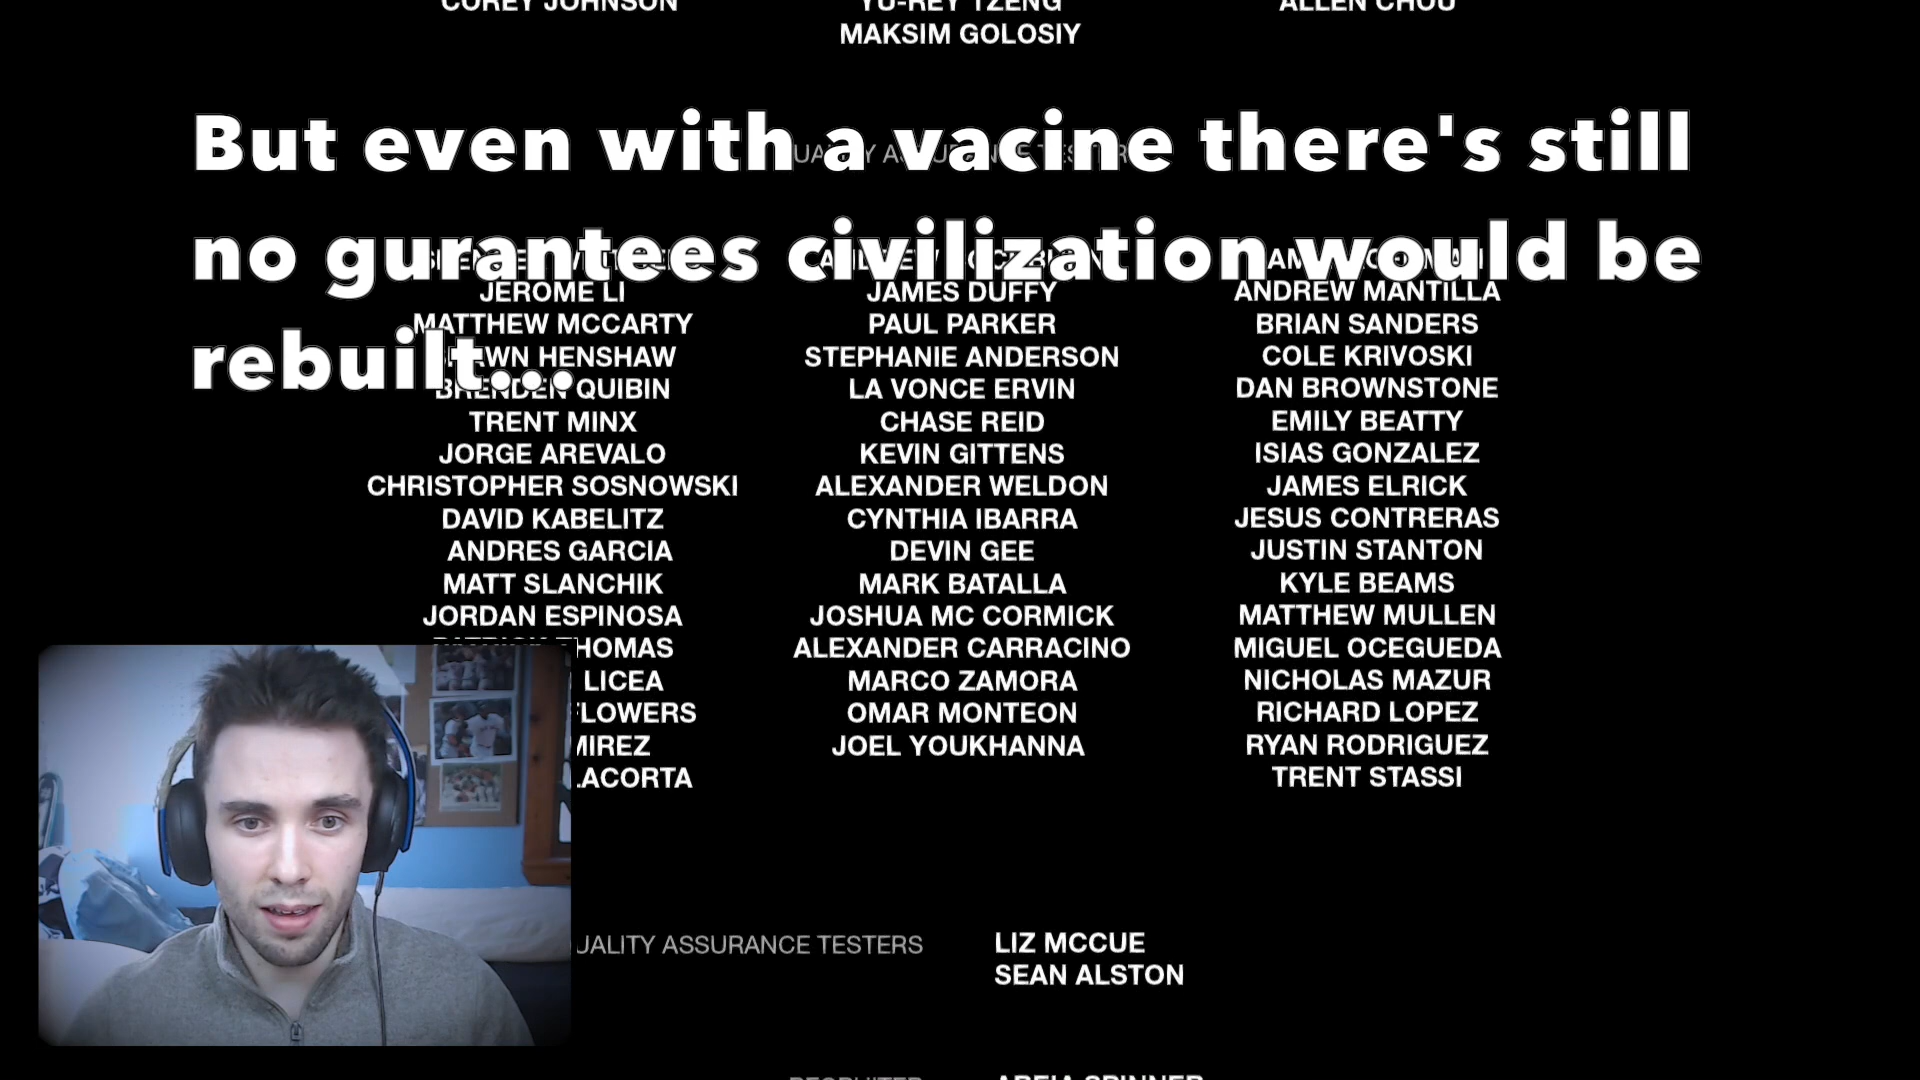 COREY JOHNSON YU-REY TZENG ALLEN CHOU
MAKSIM GOLOSIY
But even with a vacine there's still
no gurantees civilization would be
rebuilt...
JEROME LI JAMES DUFFY ANDREW MANTILLA
MATTHEW MCCARTY PAUL PARKER BRIAN SANDERS
HENSHAW STEPHANIE ANDERSON COLE KRIVOSKI
BRENDEN QUIBIN LA VONCE ERVIN DAN BROWNSTONE
TRENT MINX CHASE REID EMILY BEATTY
JORGE AREVALO KEVIN GITTENS ISIAS GONZALEZ
CHRISTOPHER SOSNOWSKI ALEXANDER WELDON JAMES ELRICK
DAVID KABELITZ CYNTHIA IBARRA JESUS CONTRERAS
ANDRES GARCIA DEVIN GEE JUSTIN STANTON
MATT SLANCHIK MARK BATALLA KYLE BEAMS
JORDAN ESPINOSA JOSHUA MC CORMICK MATTHEW MULLEN
THOMAS ALEXANDER CARRACINO MIGUEL OCEGUEDA
LICEA MARCO ZAMORA NICHOLAS MAZUR
FLOWERS OMAR MONTEON RICHARD LOPEZ
MIREZ JOEL YOUKHANNA RYAN RODRIGUEZ
LACORTA TRENT STASSI
UALITY ASSURANCE TESTERS LIZ MCCUE
SEAN ALSTON